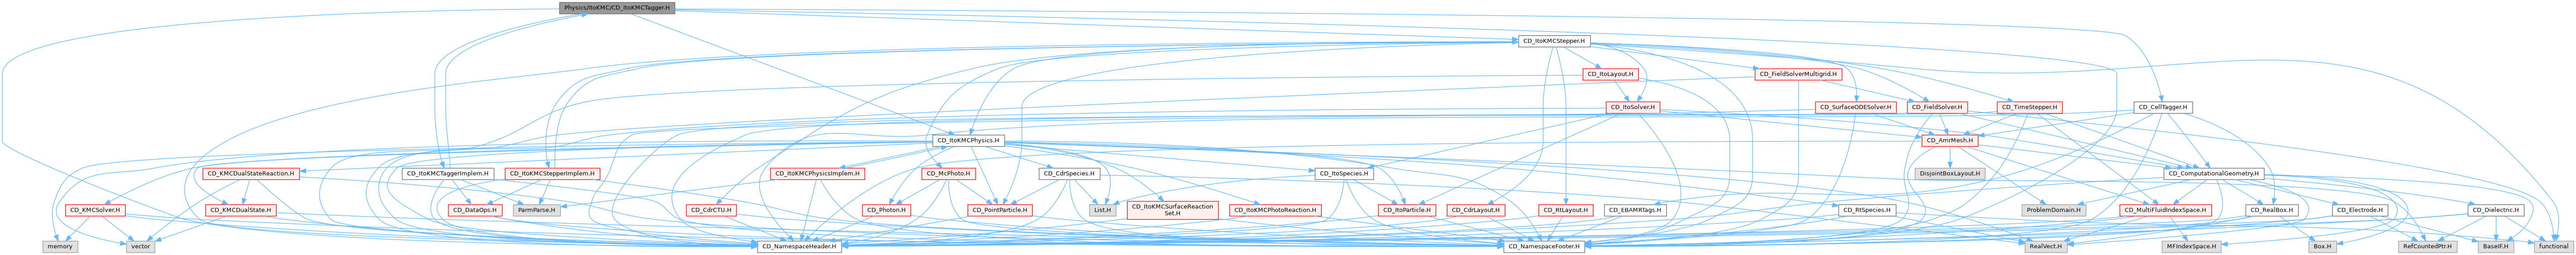 Physics/ItoKMC/CD_ItoKMCTagger.H
CD_ItoKMCStepper.H
CD_ItoLayout.H
CD_FieldSolverMultigrid.H
CD_ItoSolver.H
CD_SurfaceODESolver.H
CD_FieldSolver.H
CD_TimeStepper.H
CD_CellTagger.H
CD_ItoKMCPhysics.H
CD_AmrMesh.H
CD_KMCDualStateReaction.H
CD_ItoKMCTaggerImplem.H
CD_ItoKMCStepperImplem.H
CD_ItoKMCPhysicsImplem.H
CD_McPhoto.H
CD_CdrSpecies.H
CD_ItoSpecies.H
DisjointBoxLayout.H
CD_ComputationalGeometry.H
CD_KMCSolver.H
CD_KMCDualState.H
CD_DataOps.H
ParmParse.H
CD_CdrCTU.H
CD_Photon.H
CD_PointParticle.H
List.H
CD_ItoKMCSurfaceReaction
Set.H
CD_ItoKMCPhotoReaction.H
CD_ItoParticle.H
CD_CdrLayout.H
CD_RtLayout.H
CD_EBAMRTags.H
CD_RtSpecies.H
ProblemDomain.H
CD_MultiFluidIndexSpace.H
CD_RealBox.H
CD_Electrode.H
CD_Dielectric.H
memory
vector
CD_NamespaceHeader.H
CD_NamespaceFooter.H
RealVect.H
MFIndexSpace.H
Box.H
RefCountedPtr.H
BaseIF.H
functional